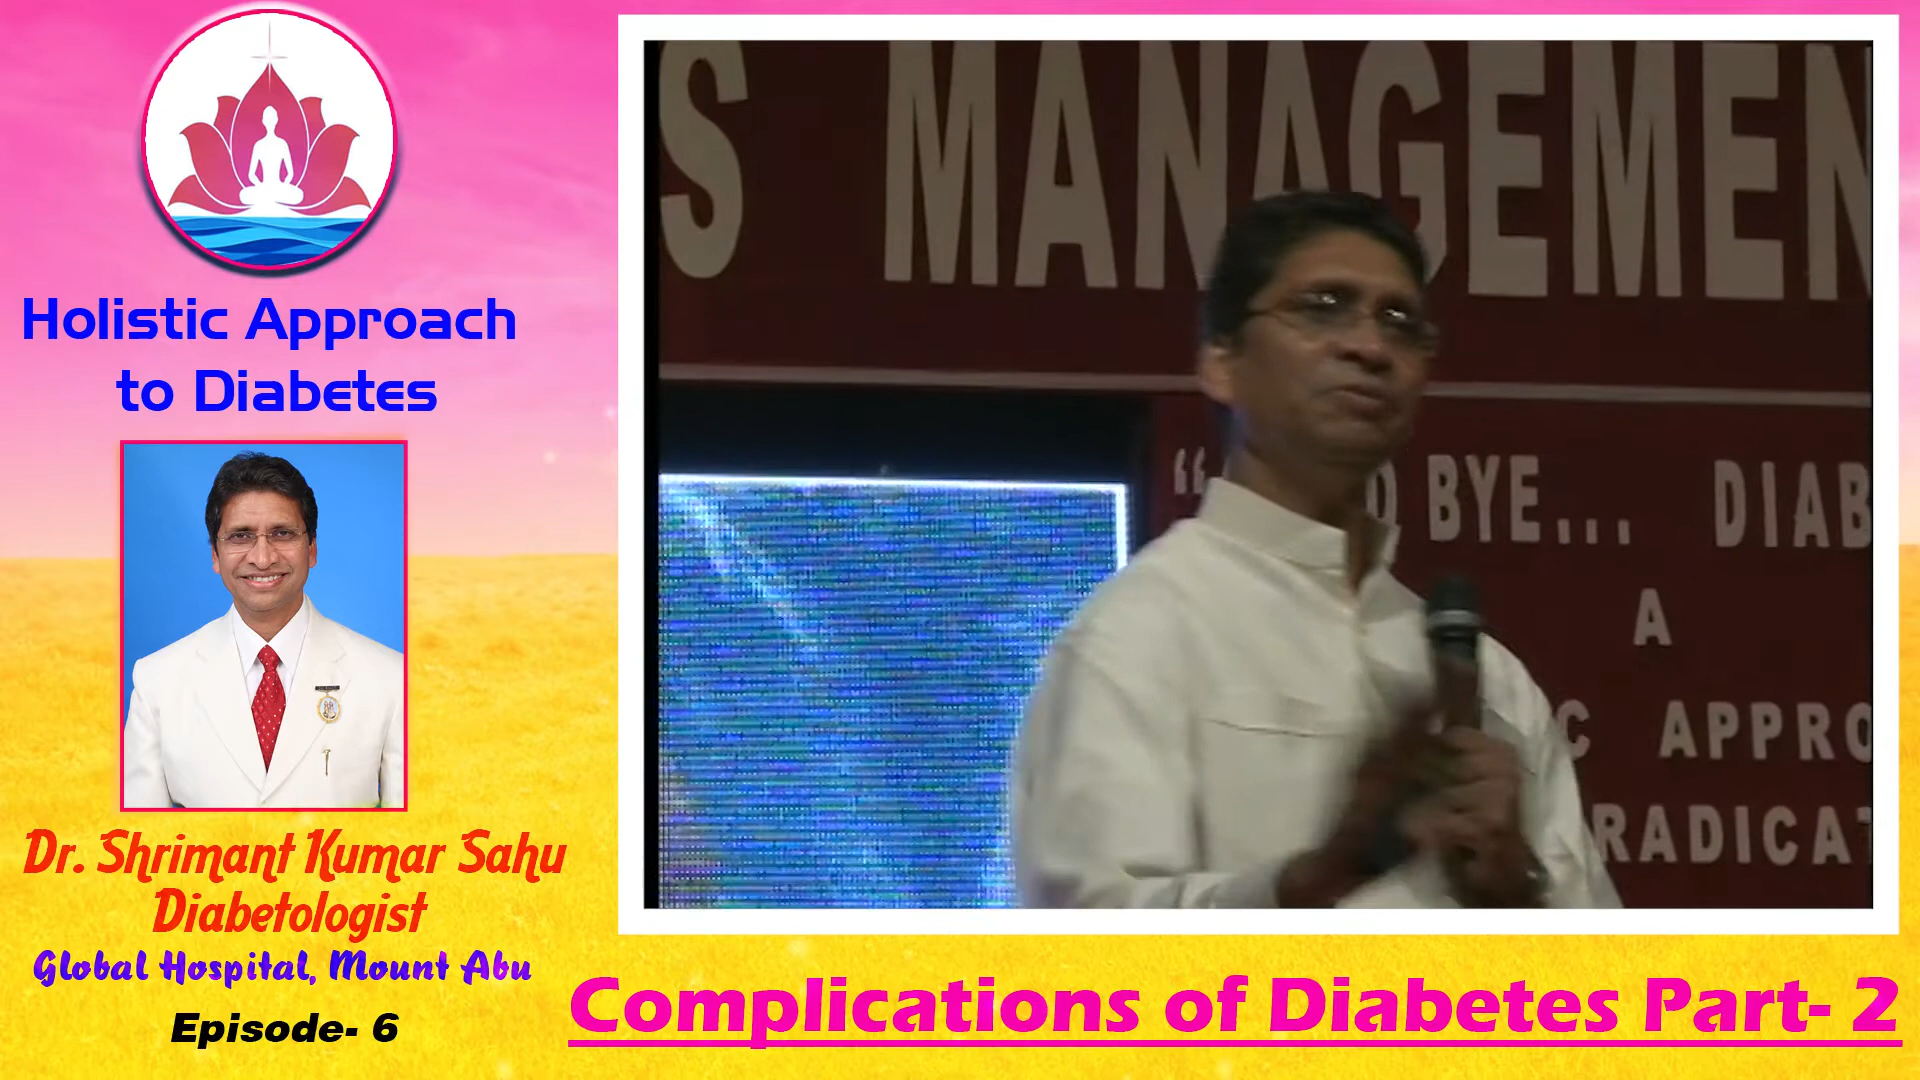 Holistic Approach
to Diabetes
Dr. Shrimant Kumar Sahu
Diabetologist
Global Hospital, Mount Abu
Episode- 6
S MANAGEMEN
BYE... DIAB
A
C APPRO
RADICAT
Complications of Diabetes Part- 2